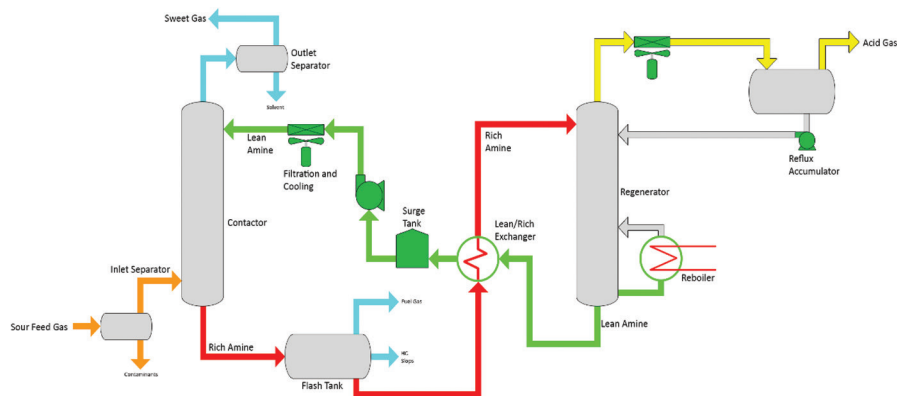 Sweet Gas
Outlet
Separator
Solvent
Acid Gas
Lean
Amine
Filtration and
Cooling
Rich
Amine
Reflux
Accumulator
Regenerator
Contactor
Surge
Tank
Lean/Rich
Exchanger
Inlet Separator
Reboiler
Sour Feed Gas
Fuel Gas
Lean Amine
Rich Amine
HC
Slops
Contaminants
Flash Tank